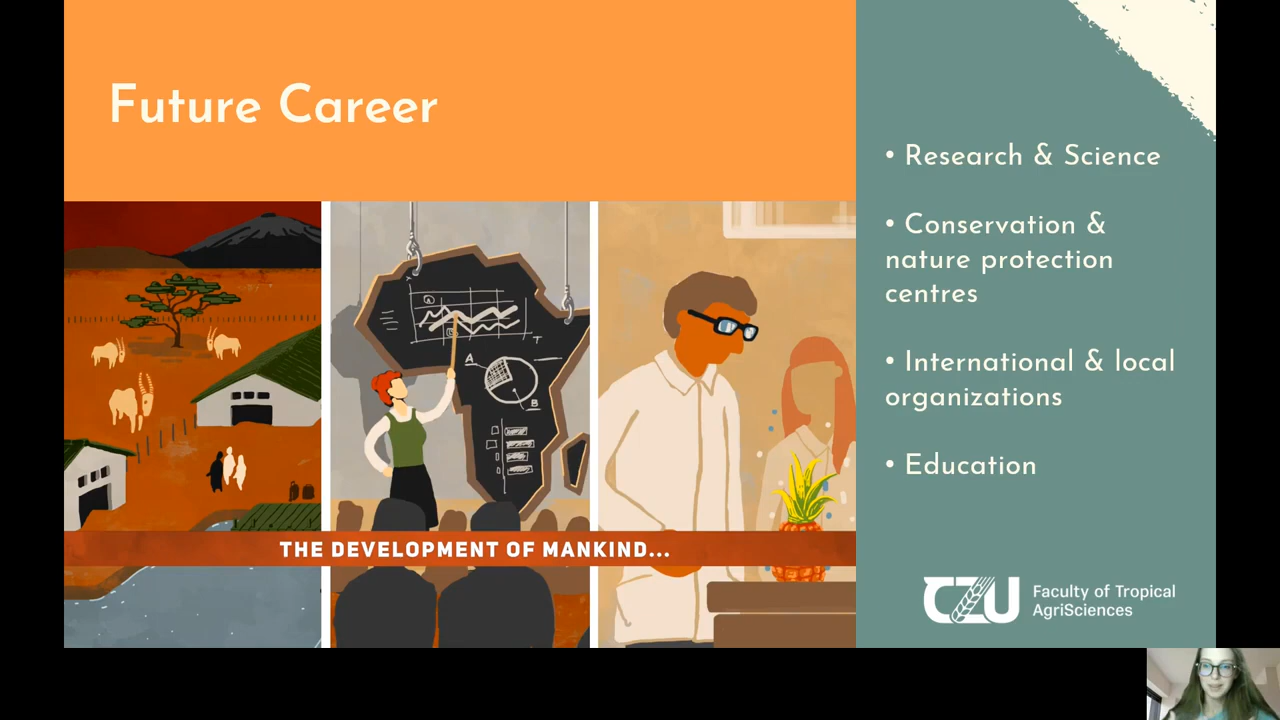 Future Career
• Research & Science
• Conservation &
nature protection
centres
• International & local
organizations
• Education
A
B
T
THE DEVELOPMENT OF MANKIND...
CZU
Faculty of Tropical
AgriSciences